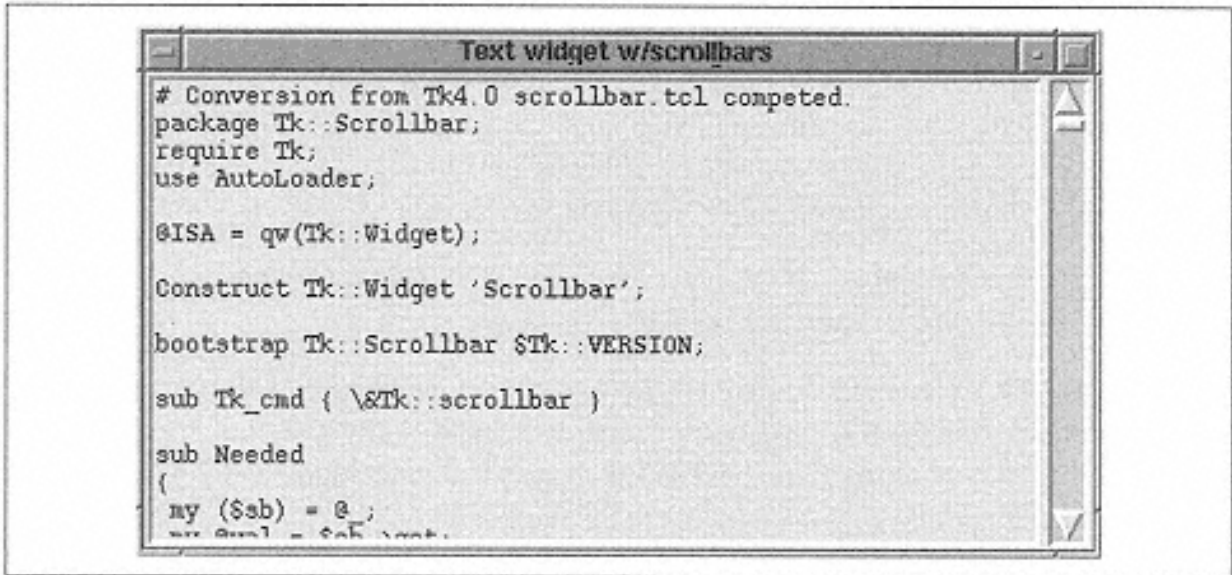 Text widget w/scrollbars
# Conversion from Tk4.0 scrollbar.tcl competed.
package Tk::Scrollbar;
require Tk;
use AutoLoader;
@ISA = qw(Tk::Widget);
Construct Tk::Widget 'Scrollbar';
bootstrap Tk::Scrollbar $Tk::VERSION;
sub Tk_cmd { \&Tk::scrollbar }
sub Needed
{
my ($sb) = @_;